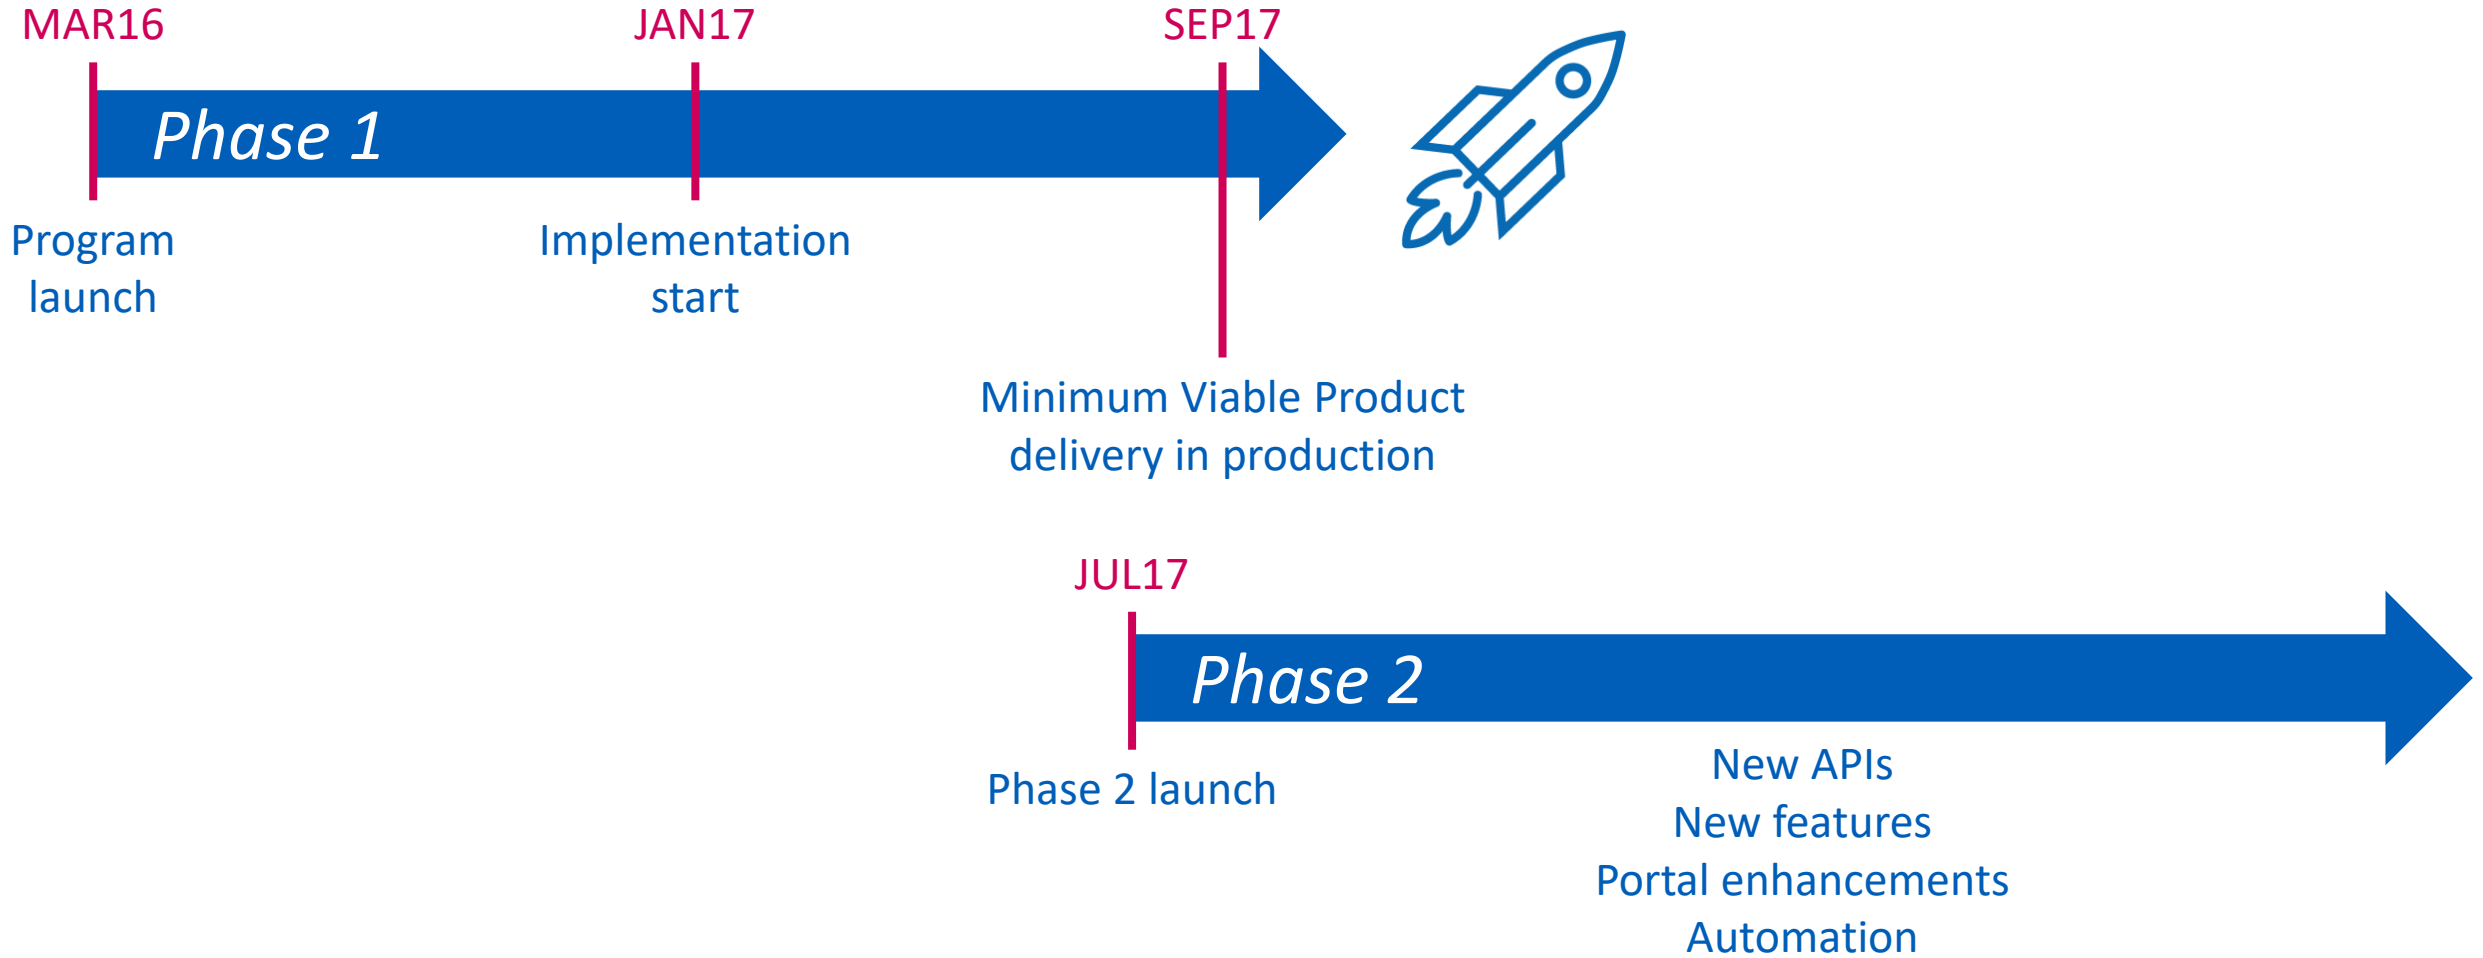 MAR16
JAN17
SEP17
Phase 1
Program
launch
Implementation
start
Minimum Viable Product
delivery in production
JUL17
Phase 2
Phase 2 launch
New APIs
New features
Portal enhancements
Automation